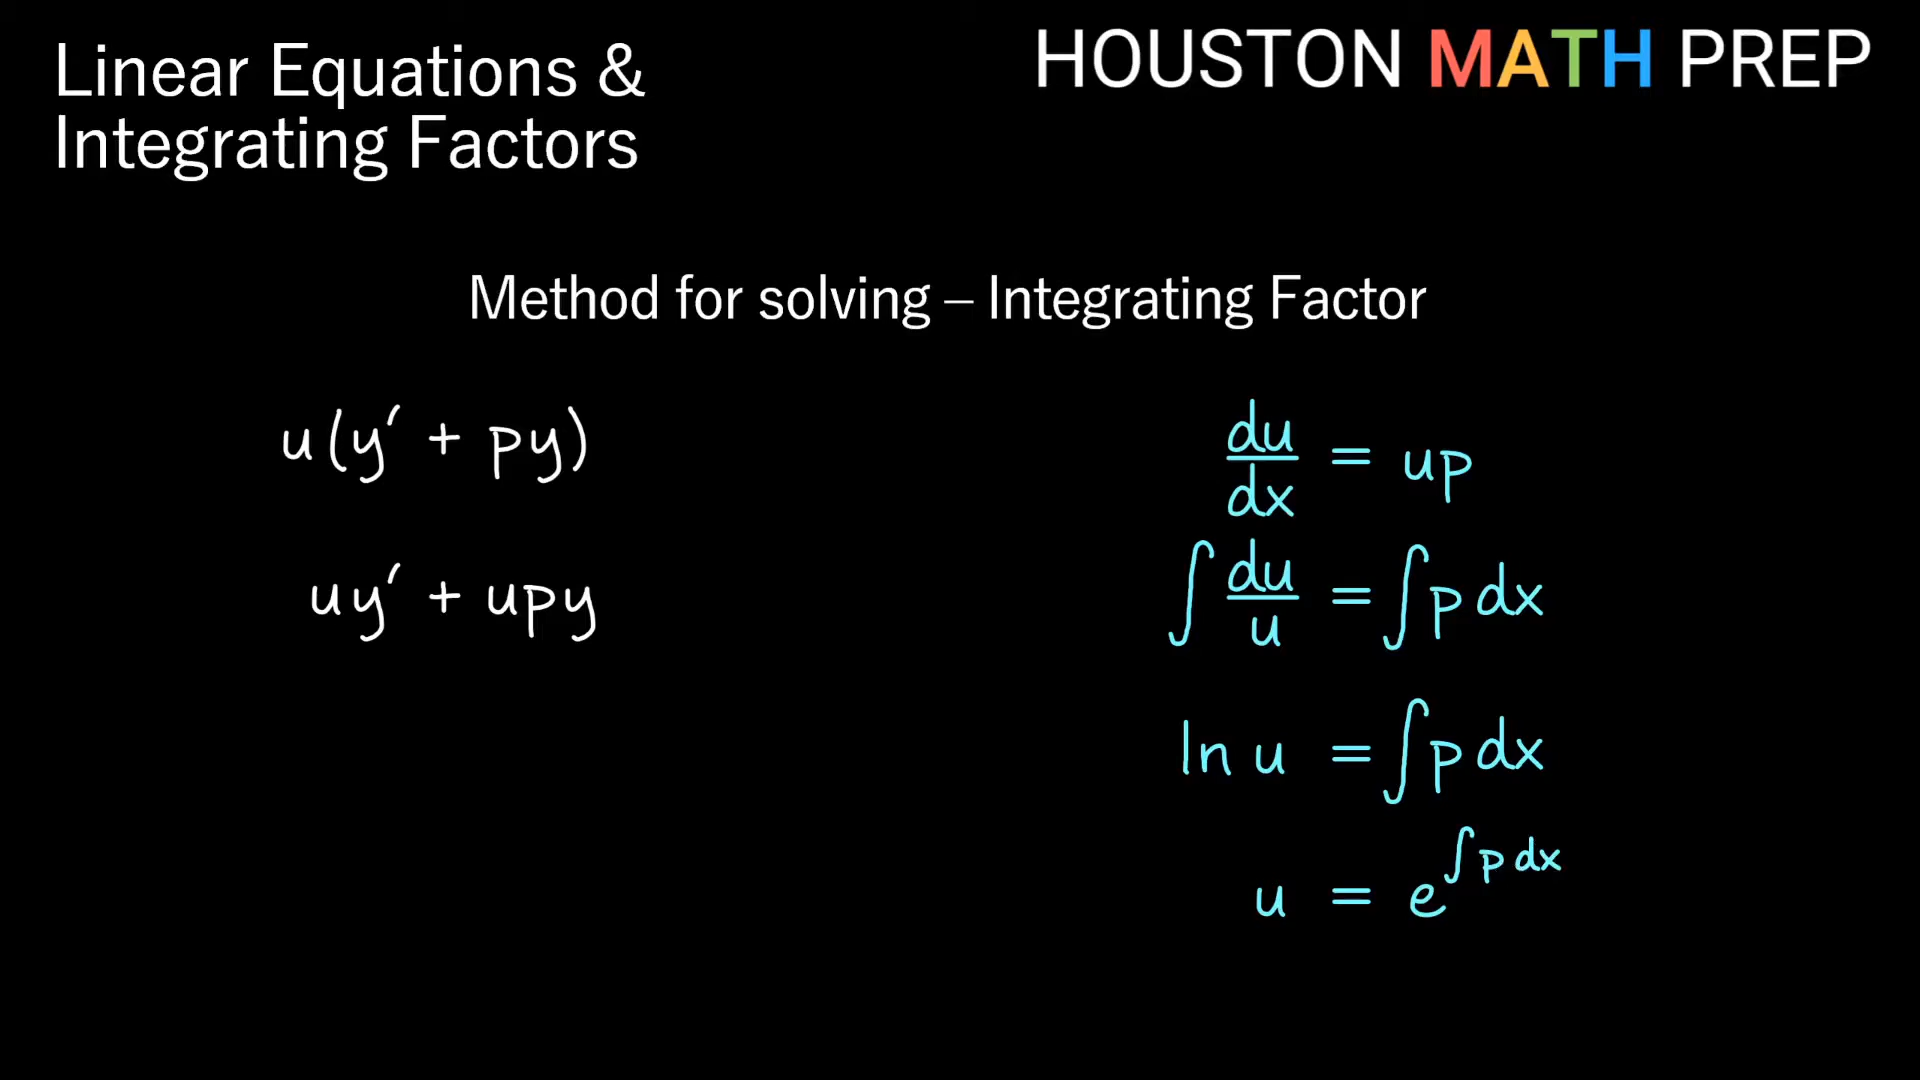 Linear Equations &
Integrating Factors
HOUSTON MATH PREP
Method for solving – Integrating Factor
u(y′ + py)
uy′ + upy
du/dx = up
∫ du/u = ∫ p dx
ln u = ∫ p dx
u = e^∫ p dx